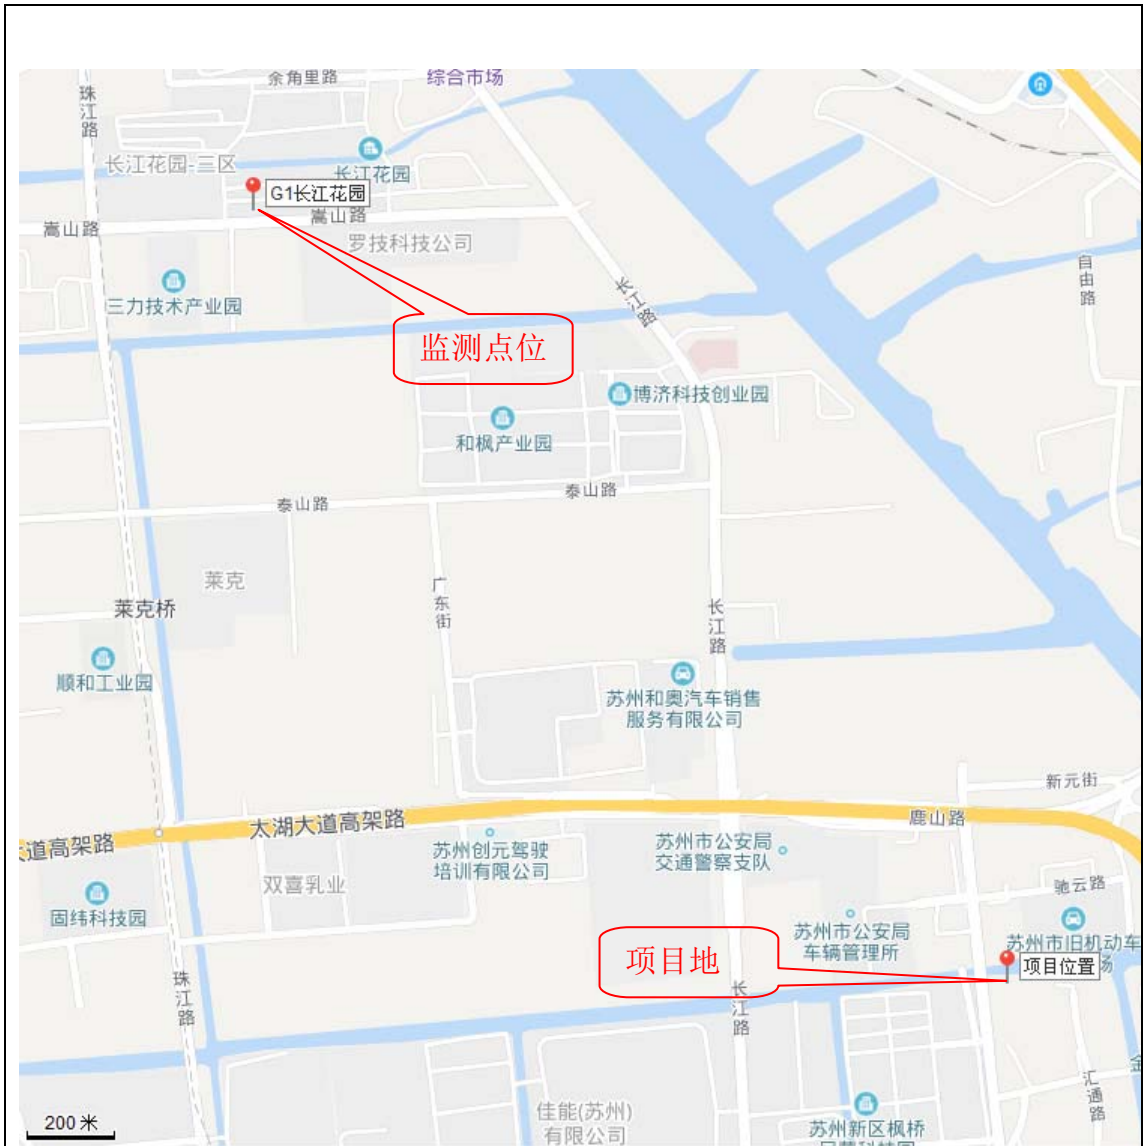 余角里路
综合市场
珠江路
长江花园-三区
长江花园
G1长江花园
嵩山路
嵩山路
罗技科技公司
三力技术产业园
长江路
自由路
监测点位
博济科技创业园
和枫产业园
泰山路
泰山路
莱克
广东街
莱克桥
长江路
顺和工业园
苏州和奥汽车销售
服务有限公司
新元街
太湖大道高架路
鹿山路
道高架路
苏州创元驾驶
培训有限公司
苏州市公安局
交通警察支队
双喜乳业
驰云路
固纬科技园
苏州市公安局
车辆管理所
苏州市旧机动车
场
项目地
项目位置
珠江路
长江路
汇通路
200 米
佳能(苏州)
有限公司
苏州新区枫桥